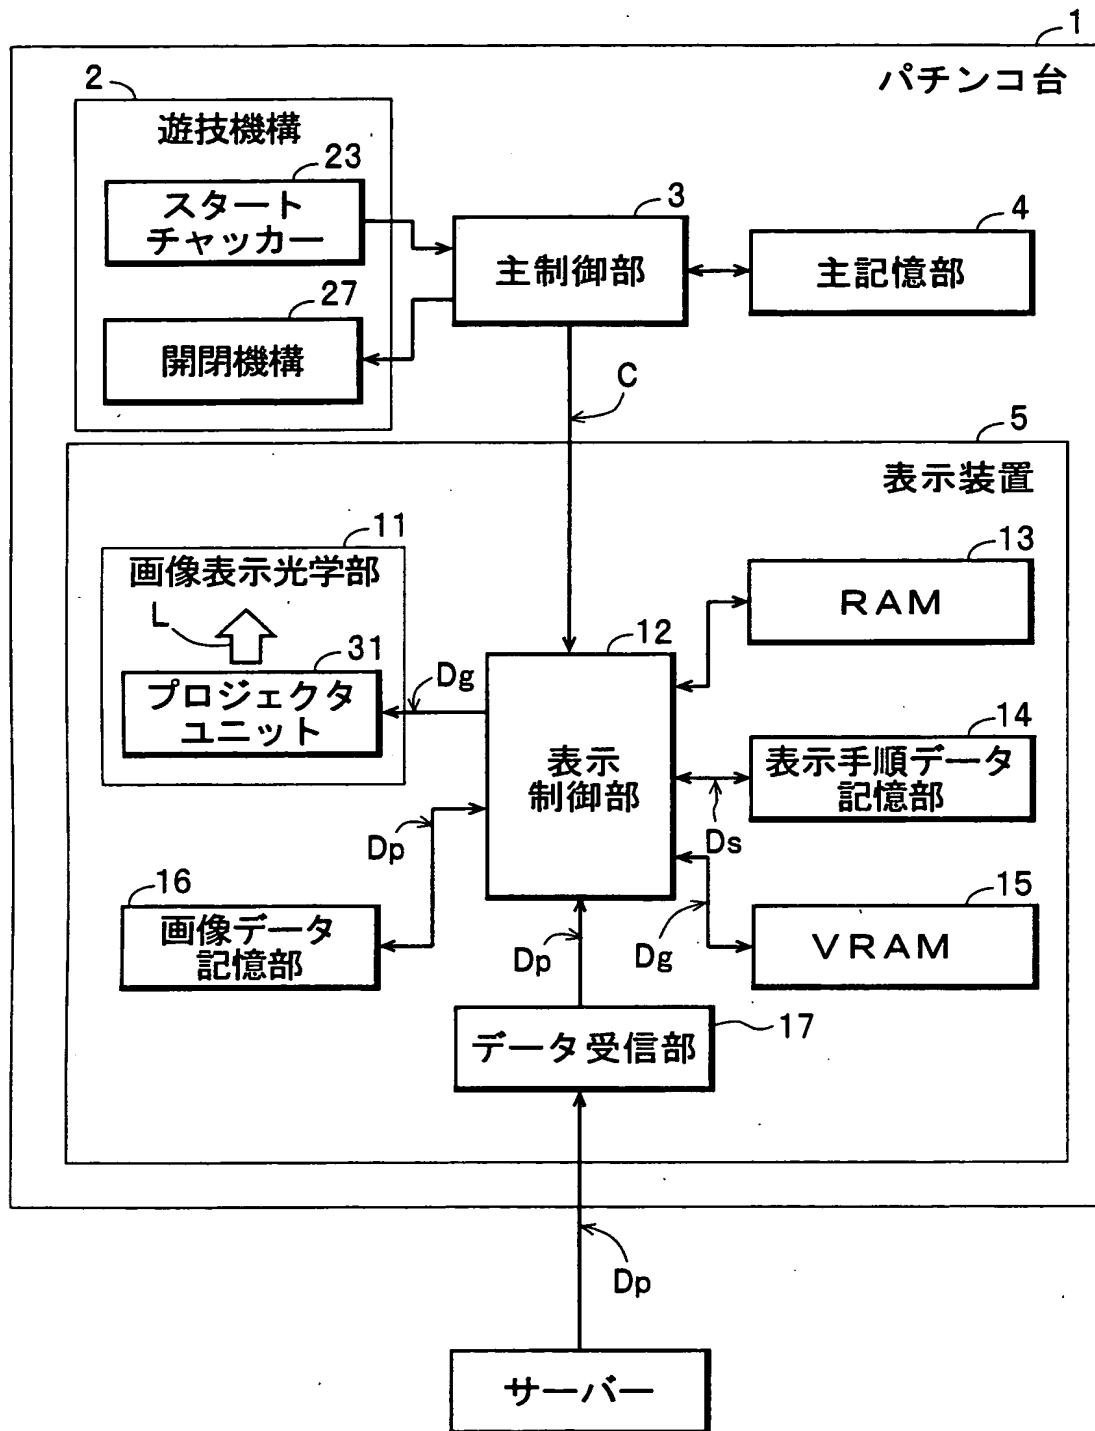 1
パチンコ台
2
遊技機構
23
スタート
チャッカー
27
開閉機構
3
主制御部
4
主記憶部
C
5
表示装置
11
画像表示光学部
L
31
プロジェクタ
ユニット
Dg
12
表示
制御部
13
RAM
14
表示手順データ
記憶部
Ds
Dp
16
画像データ
記憶部
15
VRAM
Dg
Dp
17
データ受信部
Dp
サーバー